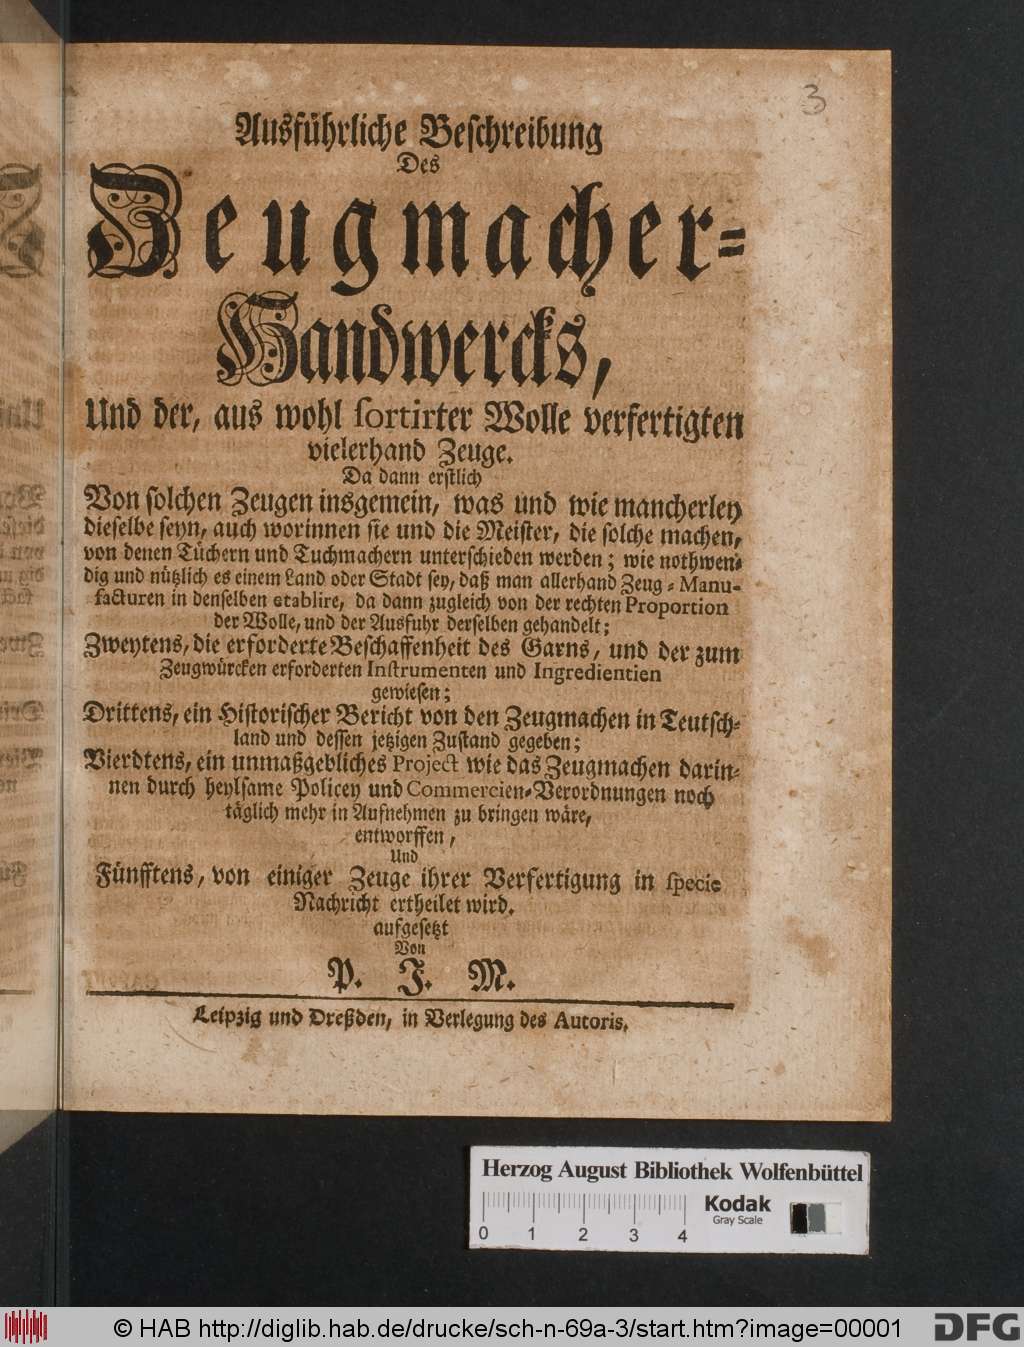 3
Ausführliche Beschreibung
Des
Zeugmacher-
Handwercks,
Und der, aus wohl sortirter Wolle verfertigten
vielerhand Zeuge.
Da dann erstlich
Von solchen Zeugen insgemein, was und wie mancherley
dieselbe seyn, auch worinnen sie und die Meister, die solche machen,
von denen Tüchern und Tuchmachern unterschieden werden; wie nothwen-
dig und nützlich es einem Land oder Stadt sey, daß man allerhand Zeug-Manu-
facturen in denselben etablire, da dann zugleich von der rechten Proportion
der Wolle, und der Ausfuhr derselben gehandelt;
Zweytens, die erforderte Beschaffenheit des Garns, und der zum
Zeugwürcken erforderten Instrumenten und Ingredientien
gewiesen;
Drittens, ein Historischer Bericht von den Zeugmachen in Teutsch-
land und dessen jetzigen Zustand gegeben;
Vierdtens, ein unmaßgebliches Project wie das Zeugmachen darin-
nen durch heylsame Policey und Commercien-Verordnungen noch
täglich mehr in Aufnehmen zu bringen wäre,
entworffen,
Und
Fünfftens, von einiger Zeuge ihrer Verfertigung in specie
Nachricht ertheilet wird.
aufgesetzt
Von
P. J. M.
Leipzig und Dreßden, in Verlegung des Autoris.
Herzog August Bibliothek Wolfenbüttel
Kodak
Gray Scale
0 1 2 3 4
© HAB http://diglib.hab.de/drucke/sch-n-69a-3/start.htm?image=00001
DFG